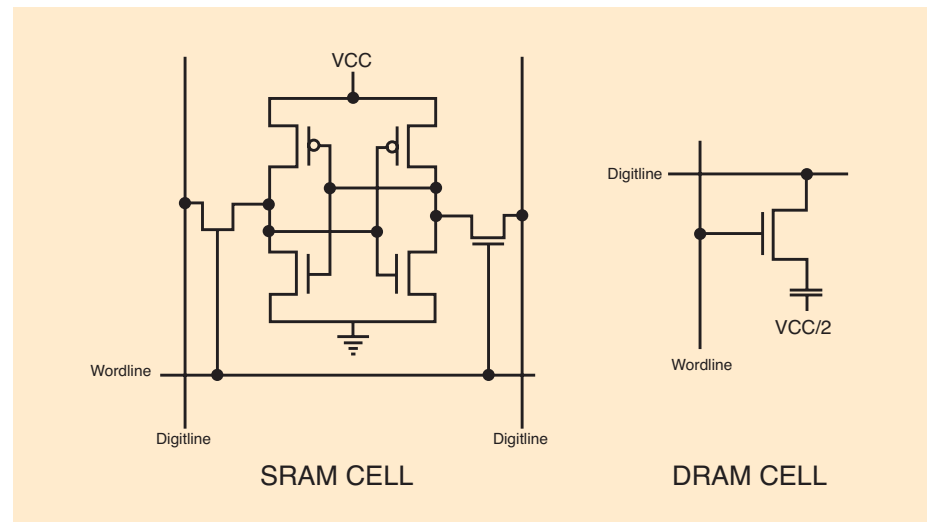 VCC
Digitline
VCC/2
Wordline
Wordline
Digitline
Digitline
SRAM CELL
DRAM CELL